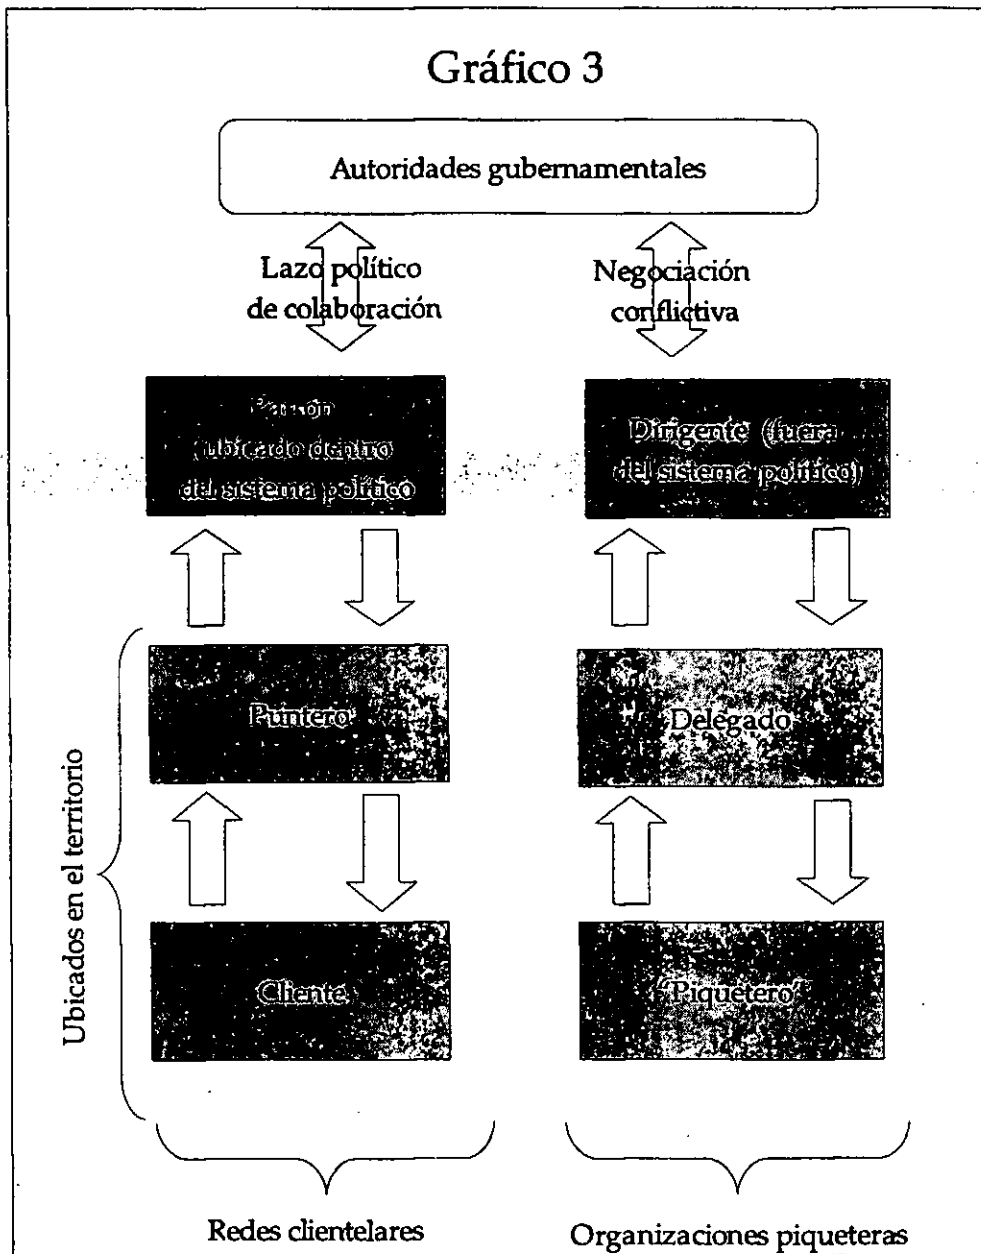 Gráfico 3
Autoridades gubernamentales
Lazo político
de colaboración
Negociación
conflictiva
Patrón
(ubicado dentro
del sistema político
Dirigente (fuera
del sistema político)
Puntero
Delegado
Cliente
"Piquetero"
Ubicados en el territorio
Redes clientelares
Organizaciones piqueteras